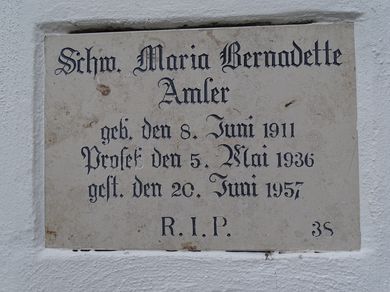 Schw. Maria Bernadette
Amler
geb. den 8. Juni 1911
Profeß den 5. Mai 1936
gest. den 20. Juni 1957
R.I.P. 38